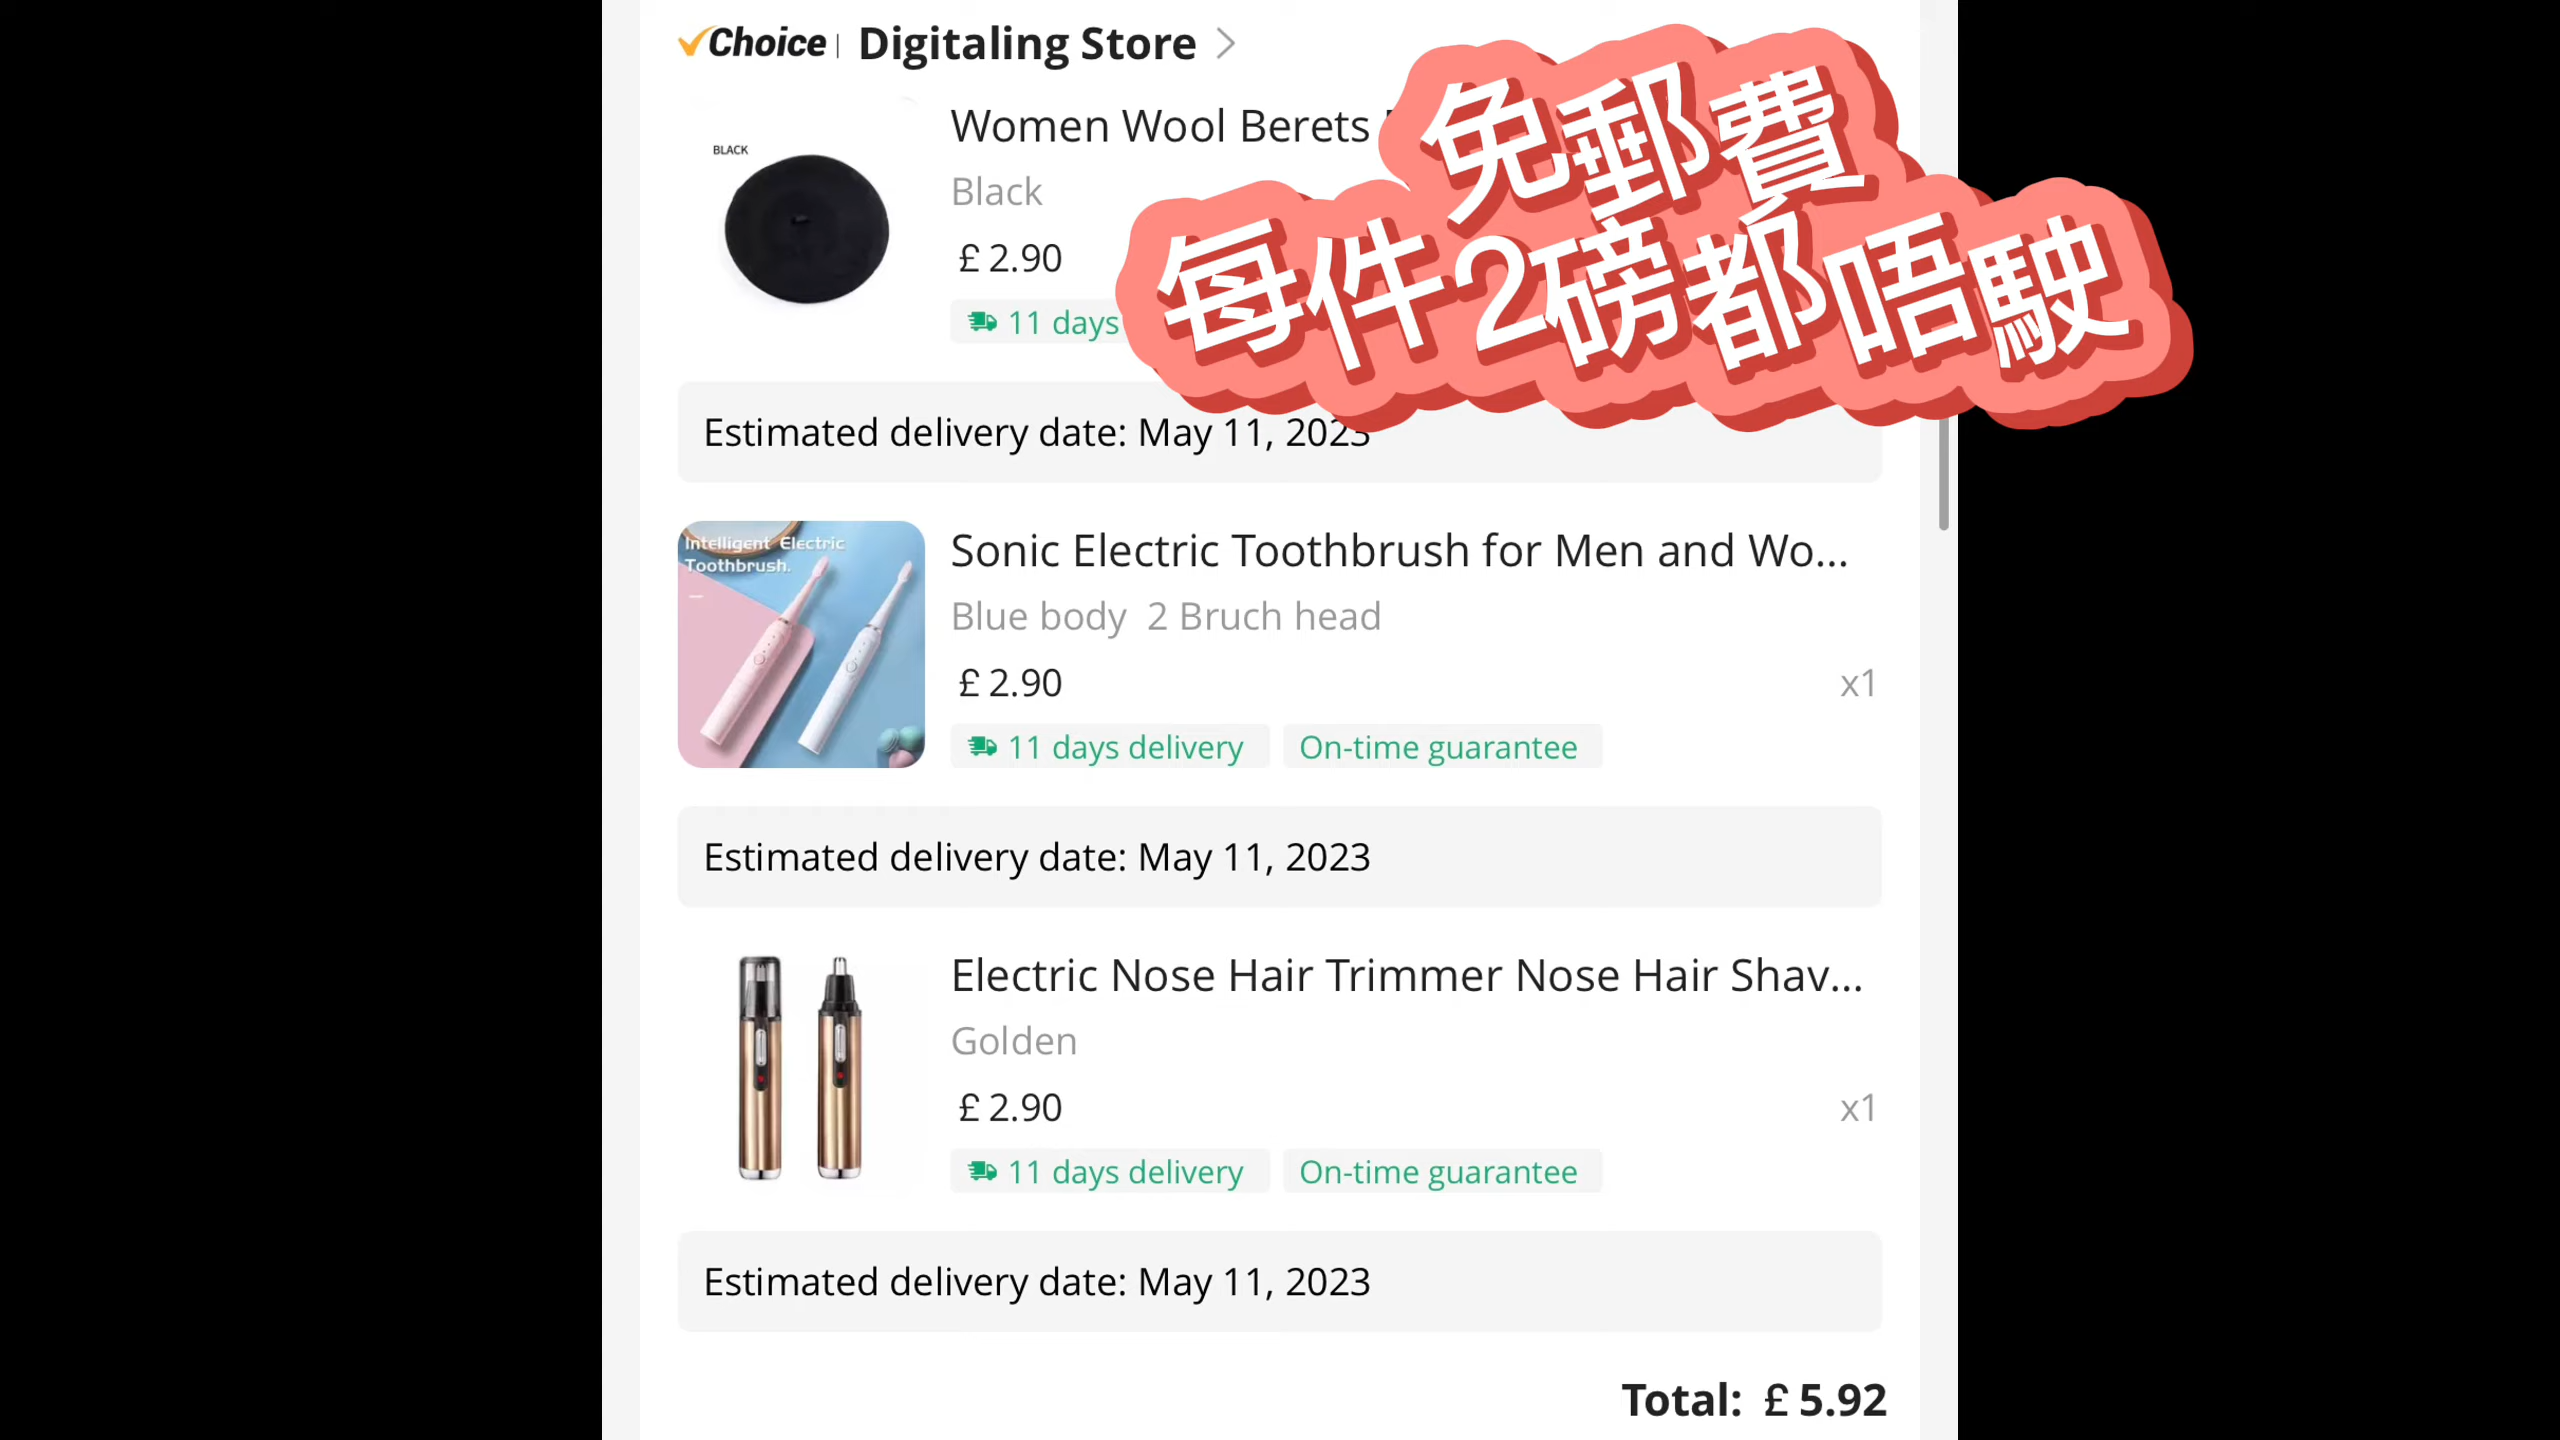 Choice | Digitaling Store
免郵費
每件2磅都唔駛
Women Wool Berets
BLACK
Black
£ 2.90
11 days
Estimated delivery date: May 11, 2023
Intelligent Electric
Toothbrush.
Sonic Electric Toothbrush for Men and Wo...
Blue body 2 Bruch head
£ 2.90 x1
11 days delivery On-time guarantee
Estimated delivery date: May 11, 2023
Electric Nose Hair Trimmer Nose Hair Shav...
Golden
£ 2.90 x1
11 days delivery On-time guarantee
Estimated delivery date: May 11, 2023
Total: £ 5.92